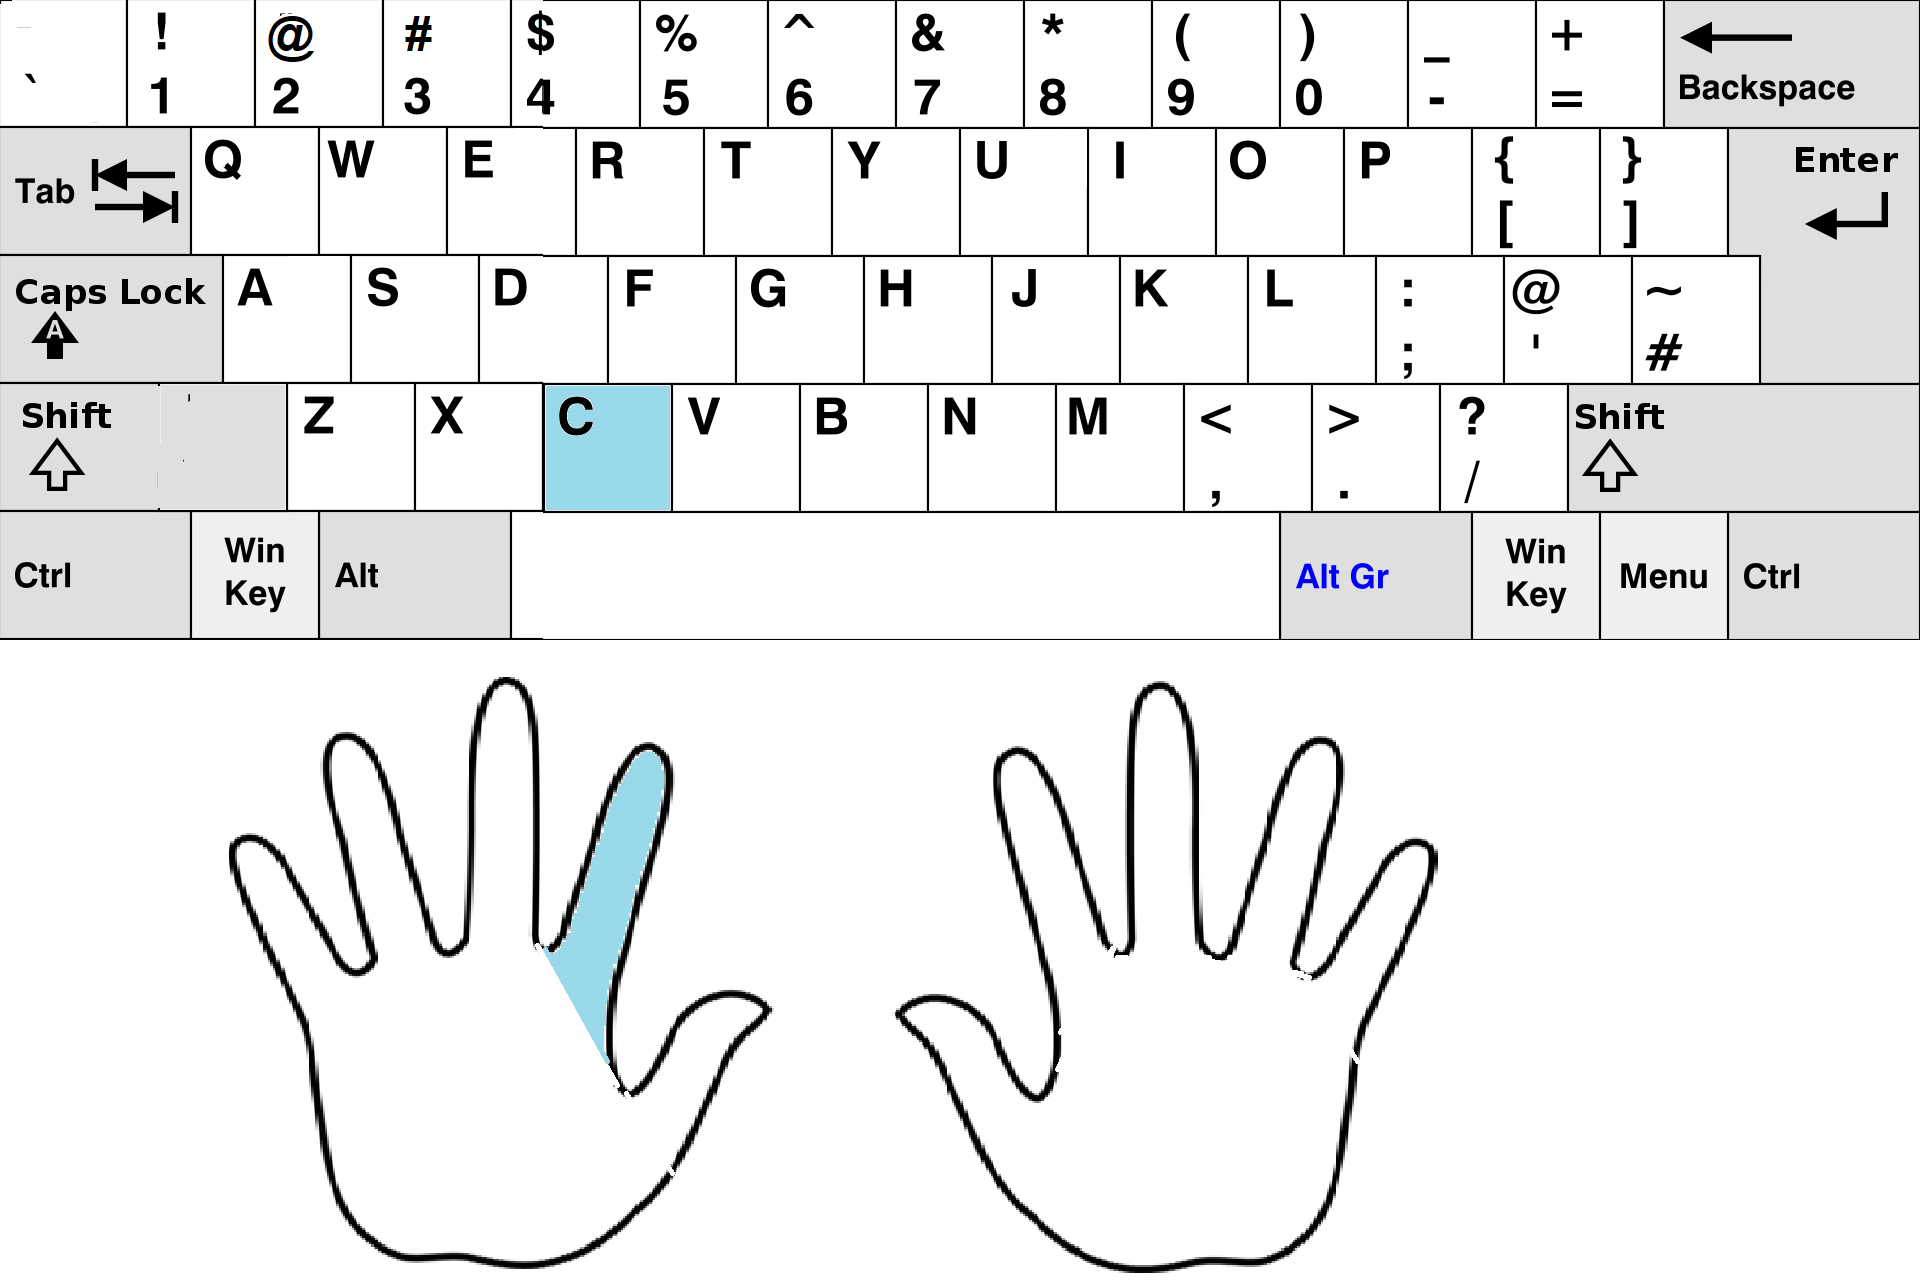 ! @ # $ % ^ & * ( ) _ +
` 1 2 3 4 5 6 7 8 9 0 - = Backspace
Tab Q W E R T Y U I O P { } Enter
[ ]
Caps Lock A S D F G H J K L : @ ~
A ; ' #
Shift Z X C V B N M < > ? Shift
, . /
Ctrl Win Key Alt Alt Gr Win Key Menu Ctrl